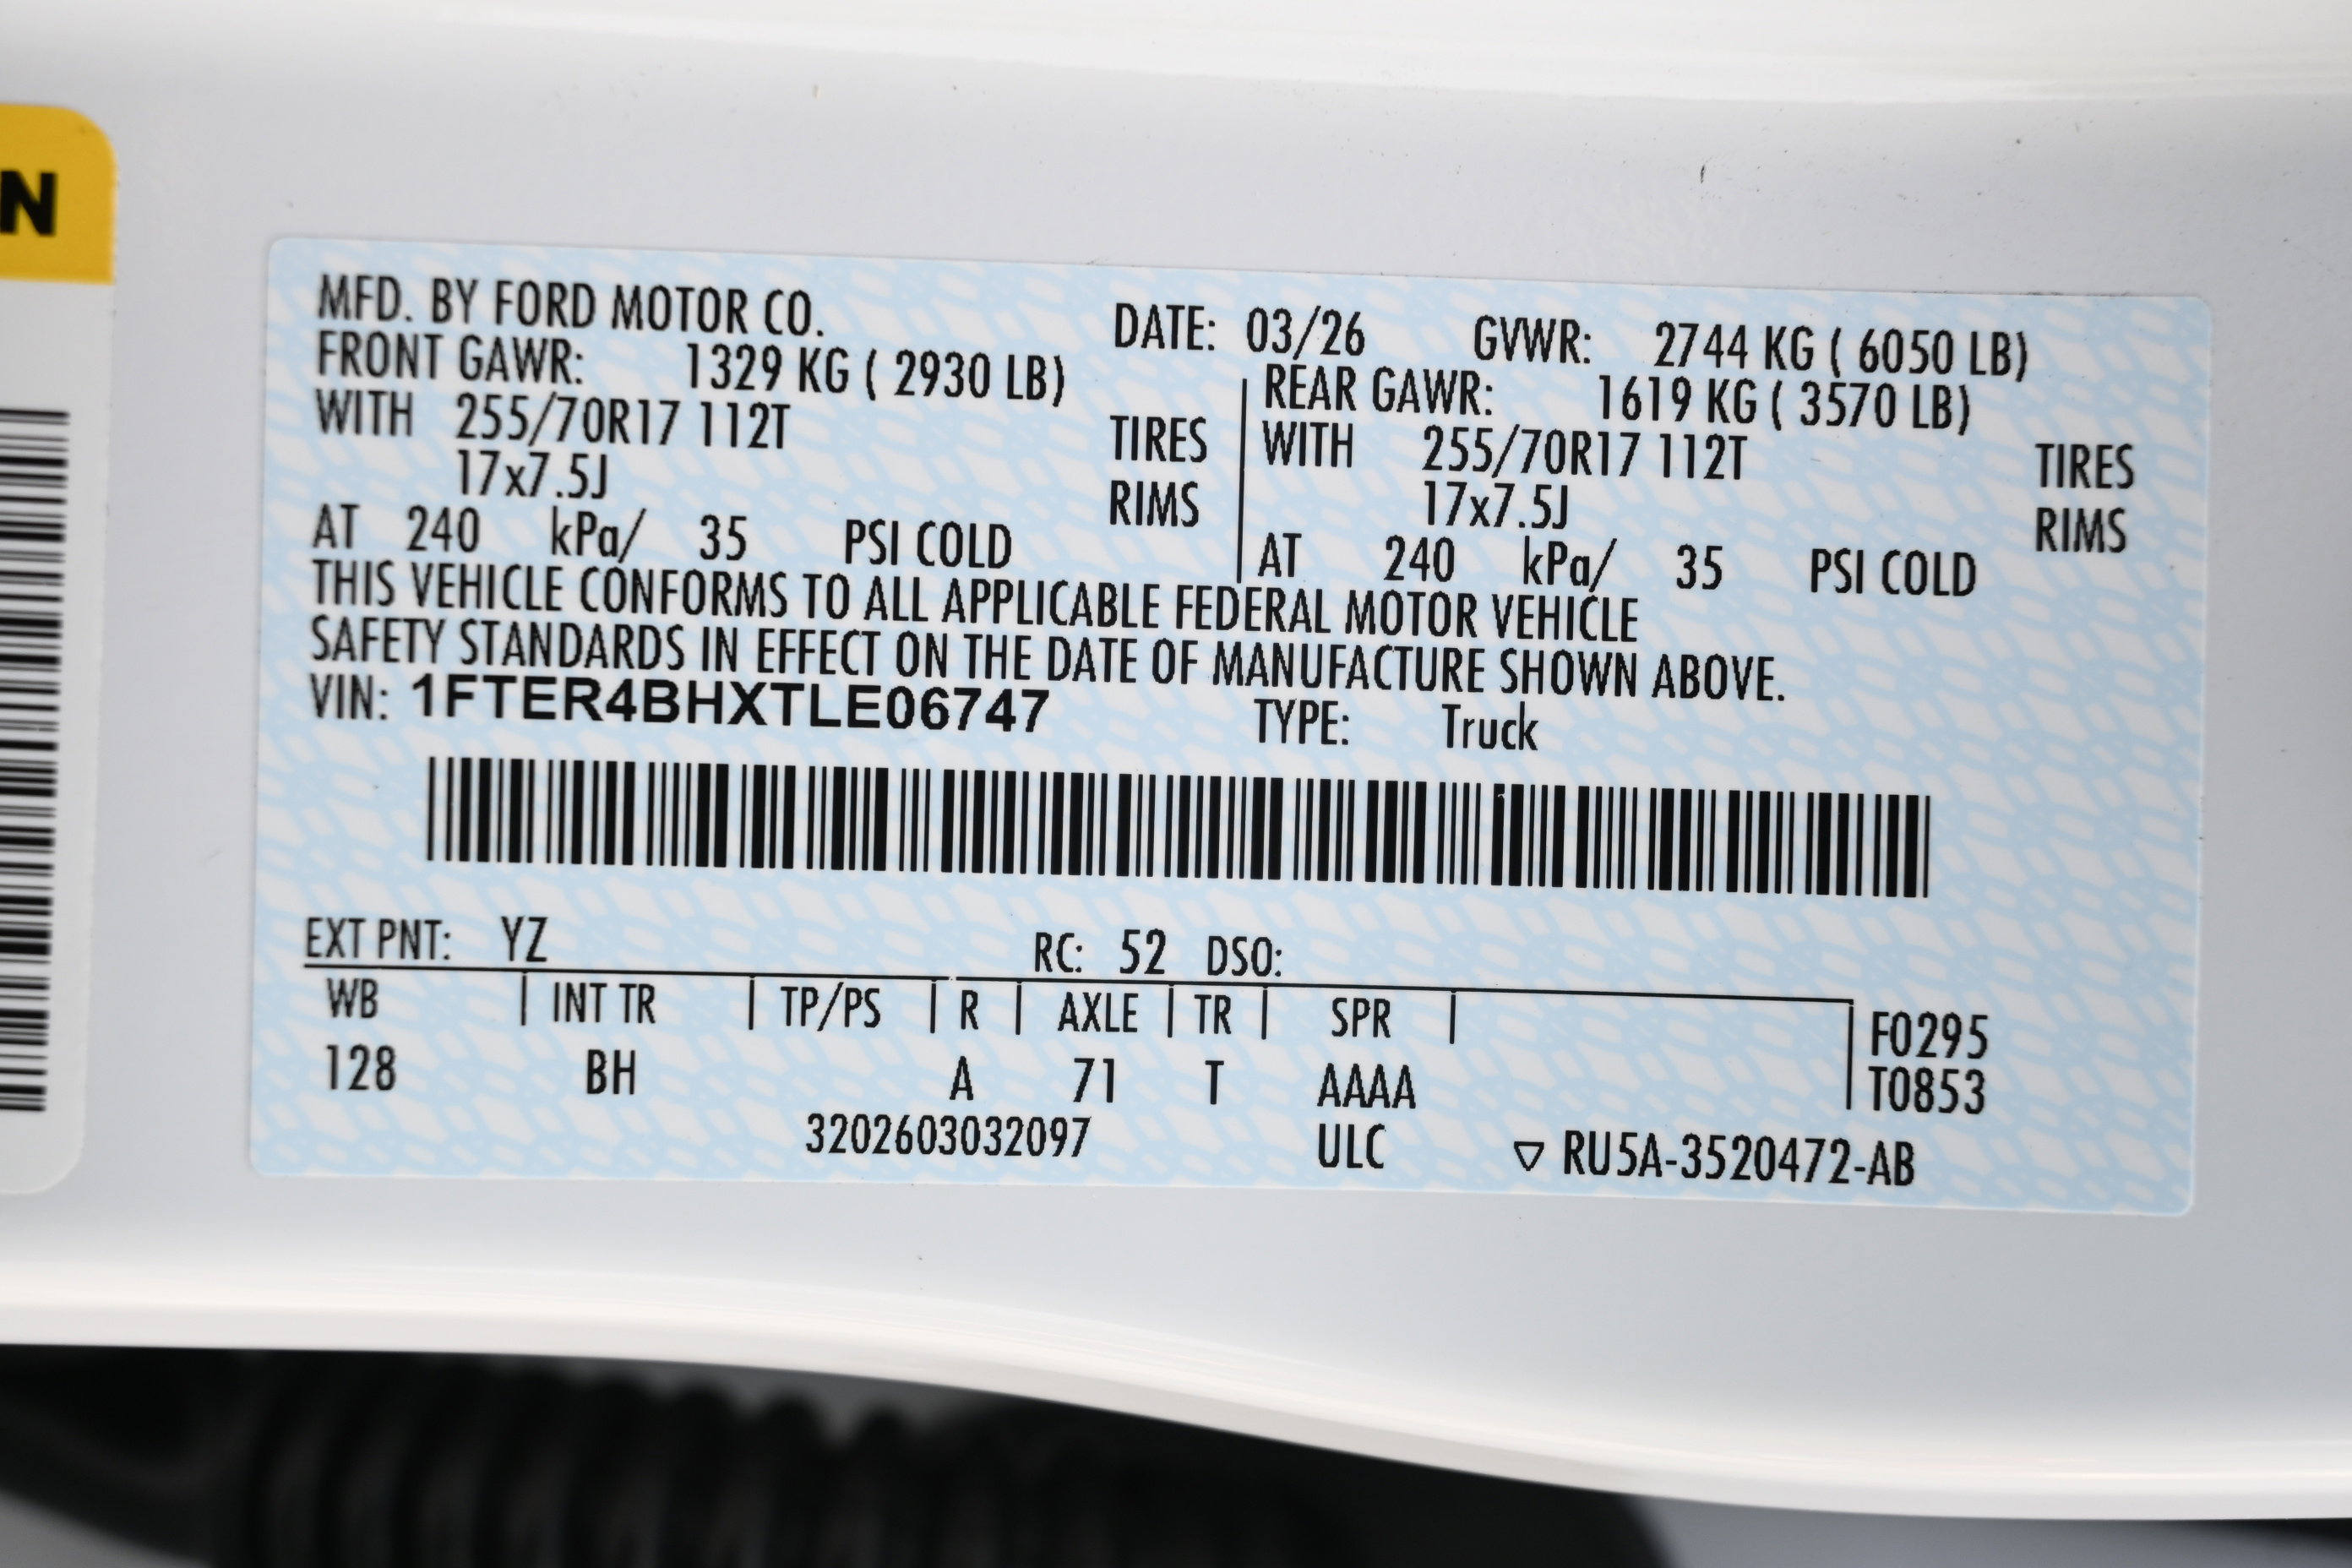 N
MFD. BY FORD MOTOR CO. DATE: 03/26 GVWR: 2744 KG ( 6050 LB)
FRONT GAWR: 1329 KG ( 2930 LB) REAR GAWR: 1619 KG ( 3570 LB)
WITH 255/70R17 112T TIRES WITH 255/70R17 112T TIRES
17x7.5J RIMS 17x7.5J RIMS
AT 240 kPa/ 35 PSI COLD AT 240 kPa/ 35 PSI COLD
THIS VEHICLE CONFORMS TO ALL APPLICABLE FEDERAL MOTOR VEHICLE
SAFETY STANDARDS IN EFFECT ON THE DATE OF MANUFACTURE SHOWN ABOVE.
VIN: 1FTER4BHXTLE06747 TYPE: Truck
EXT PNT: YZ RC: 52 DSO:
WB INT TR TP/PS R AXLE TR SPR F0295
128 BH A 71 T AAAA T0853
3202603032097 ULC ▽ RU5A-3520472-AB